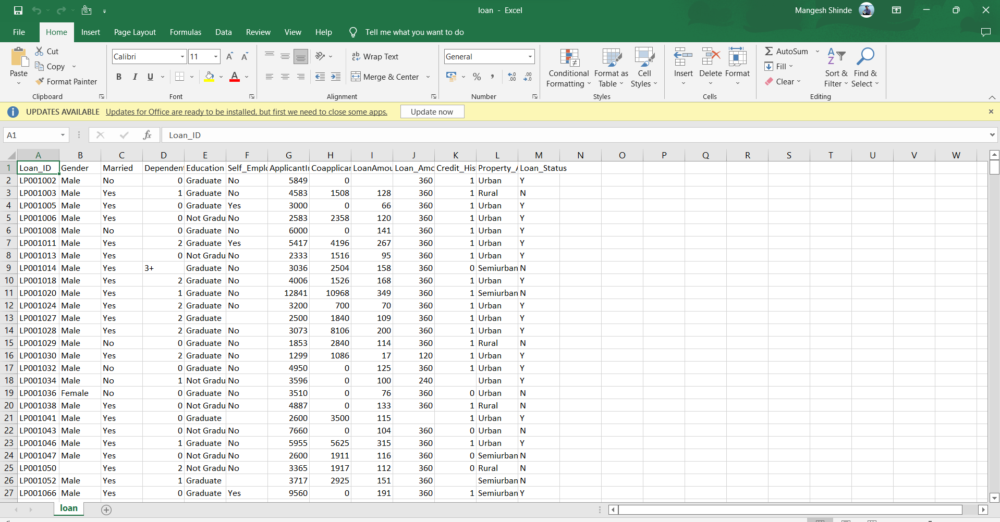 loan - Excel
Mangesh Shinde
File Home Insert Page Layout Formulas Data Review View Help Tell me what you want to do
Paste
Cut
Copy
Format Painter
Clipboard
Calibri 11
B I U A
Font
Wrap Text
Merge & Center
Alignment
General
% ,
Number
Conditional Formatting
Format as Table
Cell Styles
Styles
Insert Delete Format
Cells
AutoSum
Fill
Clear
Sort & Filter
Find & Select
Editing
UPDATES AVAILABLE Updates for Office are ready to be installed, but first we need to close some apps. Update now
A1 fx Loan_ID
A B C D E F G H I J K L M N O P Q R S T U V W
1 Loan_ID Gender Married Dependent Education Self_Emplo ApplicantIn Coapplican LoanAmou Loan_Amo Credit_His Property_A Loan_Status
2 LP001002 Male No 0 Graduate No 5849 0 360 1 Urban Y
3 LP001003 Male Yes 1 Graduate No 4583 1508 128 360 1 Rural N
4 LP001005 Male Yes 0 Graduate Yes 3000 0 66 360 1 Urban Y
5 LP001006 Male Yes 0 Not Gradu No 2583 2358 120 360 1 Urban Y
6 LP001008 Male No 0 Graduate No 6000 0 141 360 1 Urban Y
7 LP001011 Male Yes 2 Graduate Yes 5417 4196 267 360 1 Urban Y
8 LP001013 Male Yes 0 Not Gradu No 2333 1516 95 360 1 Urban Y
9 LP001014 Male Yes 3+ Graduate No 3036 2504 158 360 0 Semiurban N
10 LP001018 Male Yes 2 Graduate No 4006 1526 168 360 1 Urban Y
11 LP001020 Male Yes 1 Graduate No 12841 10968 349 360 1 Semiurban N
12 LP001024 Male Yes 2 Graduate No 3200 700 70 360 1 Urban Y
13 LP001027 Male Yes 2 Graduate 2500 1840 109 360 1 Urban Y
14 LP001028 Male Yes 2 Graduate No 3073 8106 200 360 1 Urban Y
15 LP001029 Male No 0 Graduate No 1853 2840 114 360 1 Rural N
16 LP001030 Male Yes 2 Graduate No 1299 1086 17 120 1 Urban Y
17 LP001032 Male No 0 Graduate No 4950 0 125 360 1 Urban Y
18 LP001034 Male No 1 Not Gradu No 3596 0 100 240 Urban Y
19 LP001036 Female No 0 Graduate No 3510 0 76 360 0 Urban N
20 LP001038 Male Yes 0 Not Gradu No 4887 0 133 360 1 Rural N
21 LP001041 Male Yes 0 Graduate 2600 3500 115 1 Urban Y
22 LP001043 Male Yes 0 Not Gradu No 7660 0 104 360 0 Urban N
23 LP001046 Male Yes 1 Graduate No 5955 5625 315 360 1 Urban Y
24 LP001047 Male Yes 0 Not Gradu No 2600 1911 116 360 0 Semiurban N
25 LP001050 Yes 2 Not Gradu No 3365 1917 112 360 0 Rural N
26 LP001052 Male Yes 1 Graduate 3717 2925 151 360 Semiurban N
27 LP001066 Male Yes 0 Graduate Yes 9560 0 191 360 1 Semiurban Y
loan